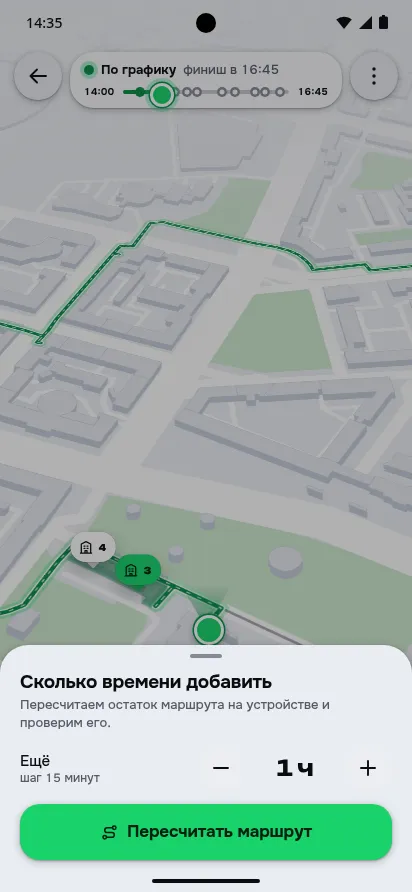 14:35
По графику финиш в 16:45
14:00 16:45
4
3
Сколько времени добавить
Пересчитаем остаток маршрута на устройстве и
проверим его.
Ещё
шаг 15 минут
− 1 ч +
Пересчитать маршрут